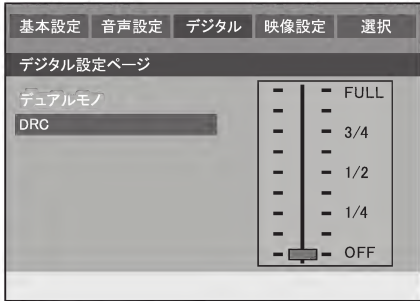 基本設定 音声設定 デジタル 映像設定 選択
デジタル設定ページ
デュアルモノ
DRC
FULL
3/4
1/2
1/4
OFF